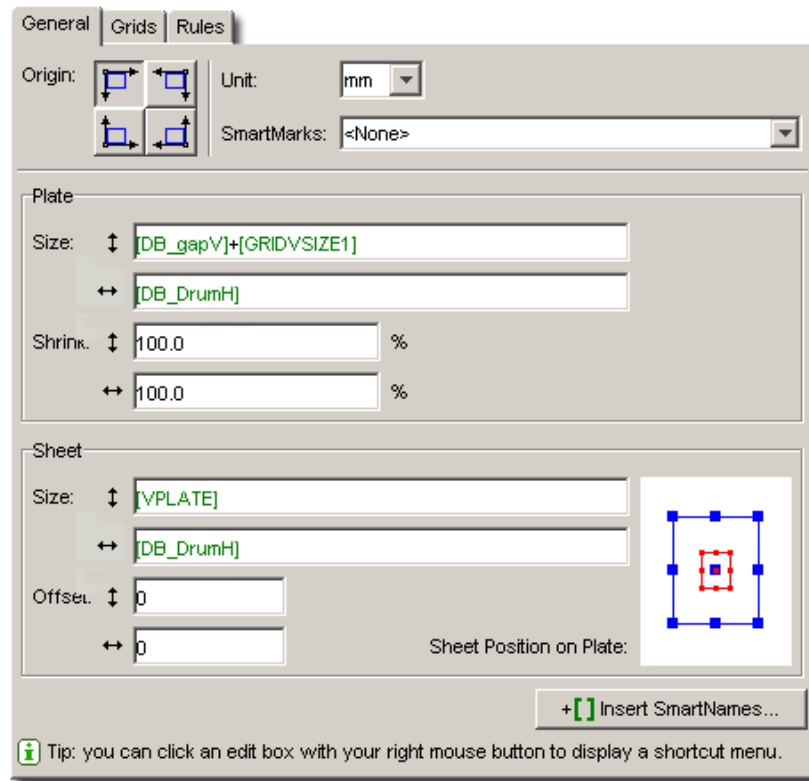 General Grids Rules
Origin: Unit: mm
SmartMarks: <None>
Plate
Size: [DB_gapV]+[GRIDVSIZE1]
[DB_DrumH]
Shrink: 100.0 %
100.0 %
Sheet
Size: [VPLATE]
[DB_DrumH]
Offset: 0
0 Sheet Position on Plate:
+[] Insert SmartNames...
Tip: you can click an edit box with your right mouse button to display a shortcut menu.